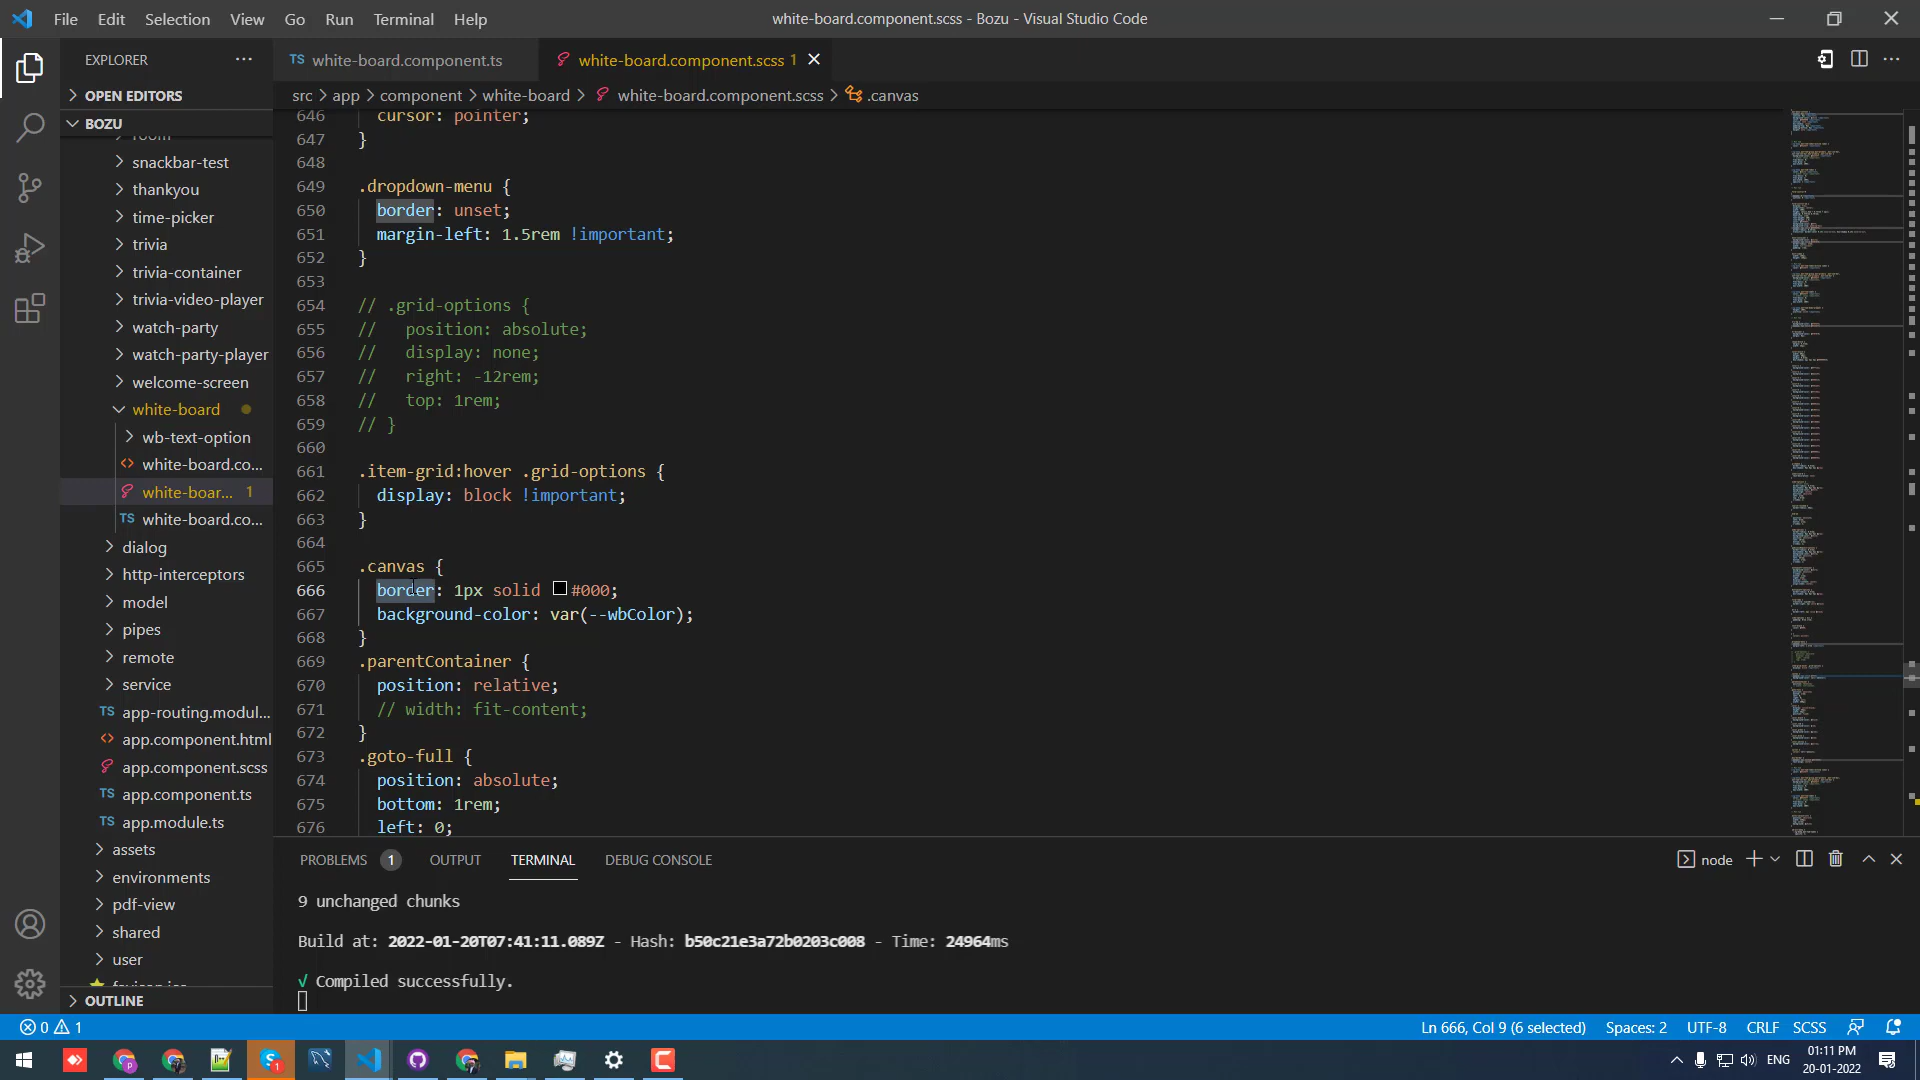 File Edit Selection View Go Run Terminal Help
white-board.component.scss - Bozu - Visual Studio Code
EXPLORER
TS white-board.component.ts
white-board.component.scss 1
OPEN EDITORS
src > app > component > white-board > white-board.component.scss > .canvas
BOZU
room
snackbar-test
thankyou
time-picker
trivia
trivia-container
trivia-video-player
watch-party
watch-party-player
welcome-screen
white-board
wb-text-option
white-board.co...
white-boar... 1
TS white-board.co...
dialog
http-interceptors
model
pipes
remote
service
TS app-routing.modul...
app.component.html
app.component.scss
TS app.component.ts
TS app.module.ts
assets
environments
pdf-view
shared
user
favicon.ico
OUTLINE
646 cursor: pointer;
647 }
648
649 .dropdown-menu {
650 border: unset;
651 margin-left: 1.5rem !important;
652 }
653
654 // .grid-options {
655 // position: absolute;
656 // display: none;
657 // right: -12rem;
658 // top: 1rem;
659 // }
660
661 .item-grid:hover .grid-options {
662 display: block !important;
663 }
664
665 .canvas {
666 border: 1px solid #000;
667 background-color: var(--wbColor);
668 }
669 .parentContainer {
670 position: relative;
671 // width: fit-content;
672 }
673 .goto-full {
674 position: absolute;
675 bottom: 1rem;
676 left: 0;
PROBLEMS 1 OUTPUT TERMINAL DEBUG CONSOLE
node
9 unchanged chunks
Build at: 2022-01-20T07:41:11.089Z - Hash: b50c21e3a72b0203c008 - Time: 24964ms
√ Compiled successfully.
0 1
Ln 666, Col 9 (6 selected) Spaces: 2 UTF-8 CRLF SCSS
ENG
01:11 PM
20-01-2022